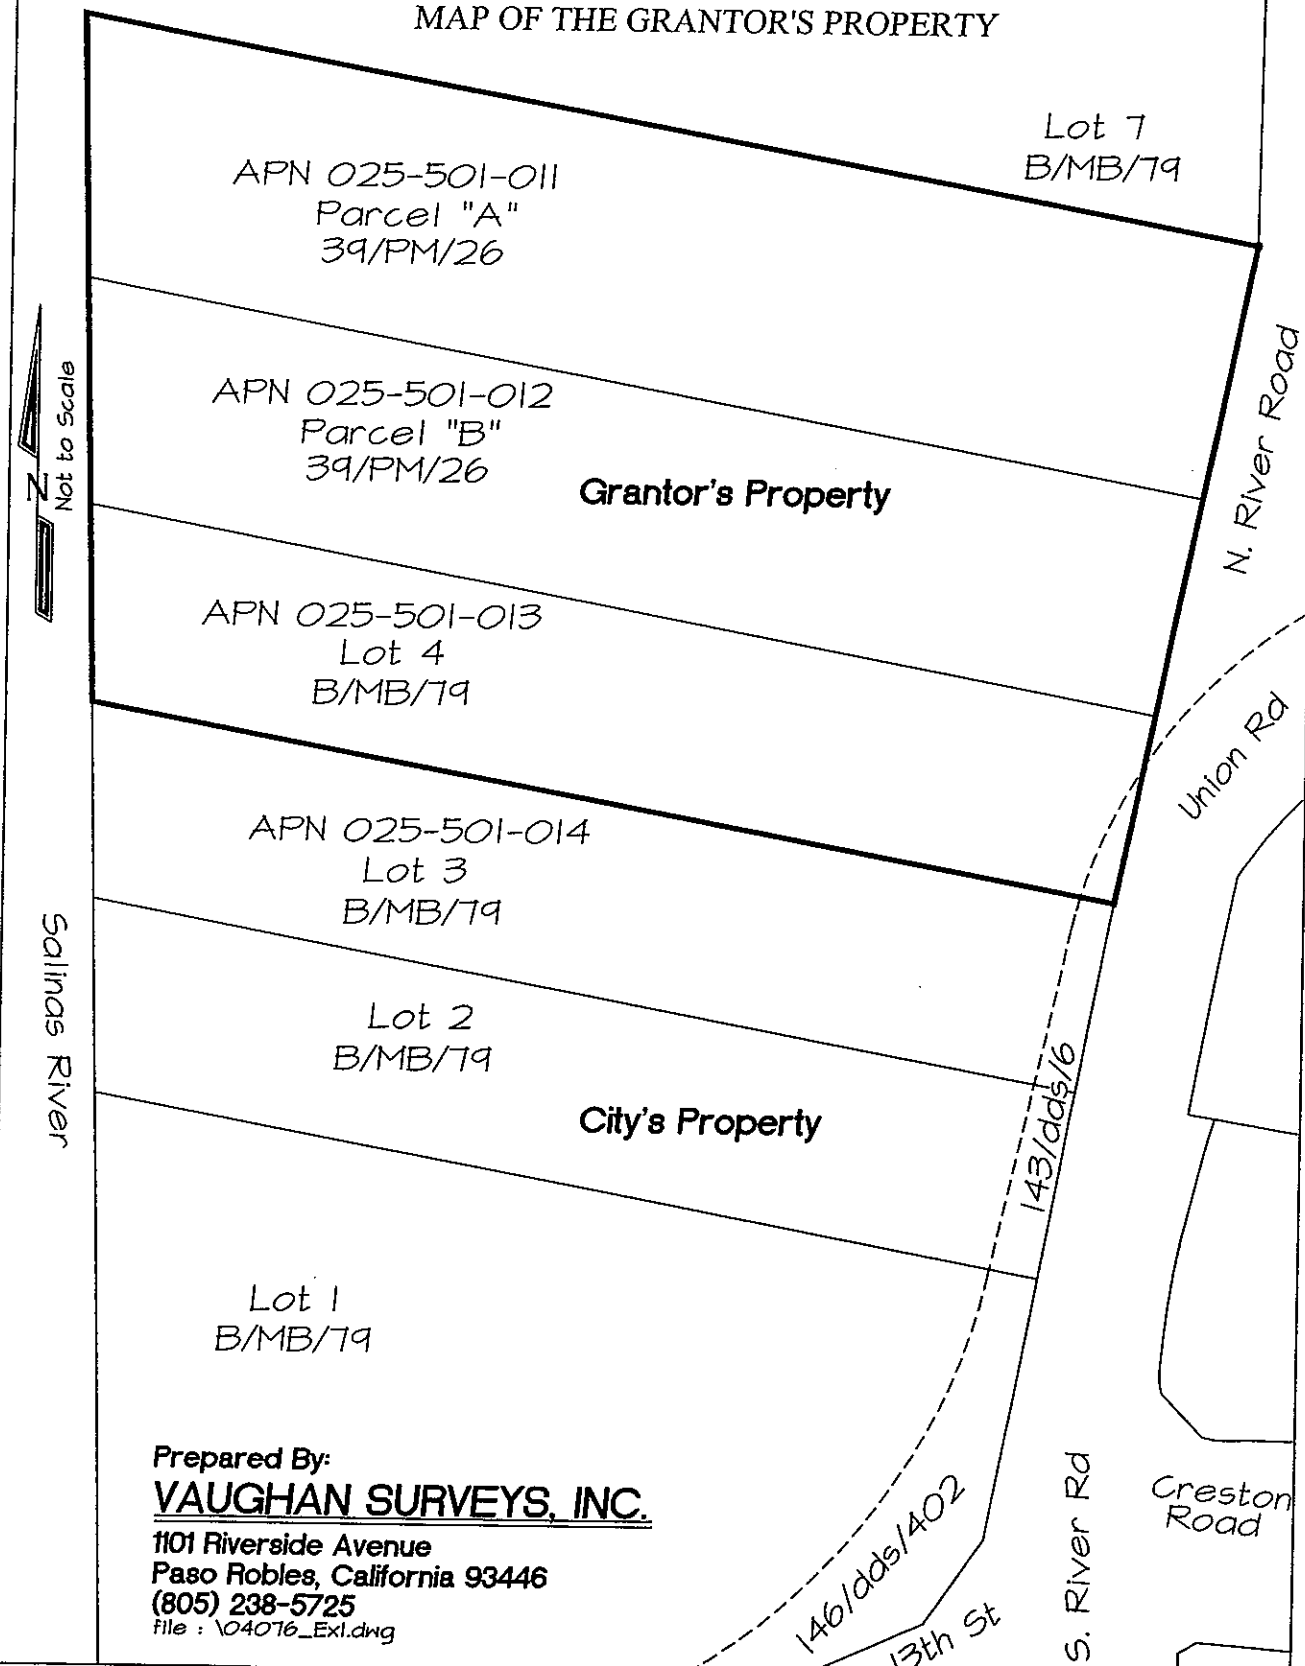 MAP OF THE GRANTOR'S PROPERTY
Lot 7
B/MB/79
APN 025-501-011
Parcel "A"
39/PM/26
N. River Road
Not to Scale
N
APN 025-501-012
Parcel "B"
39/PM/26
Grantor's Property
APN 025-501-013
Lot 4
B/MB/79
Union Rd
APN 025-501-014
Lot 3
B/MB/79
Salinas River
Lot 2
B/MB/79
143/dds/6
City's Property
Lot 1
B/MB/79
Prepared By:
VAUGHAN SURVEYS, INC.
1101 Riverside Avenue
Paso Robles, California 93446
(805) 238-5725
file : \04076_Ex1.dwg
146/dds/402
13th St
S. River Rd
Creston
Road